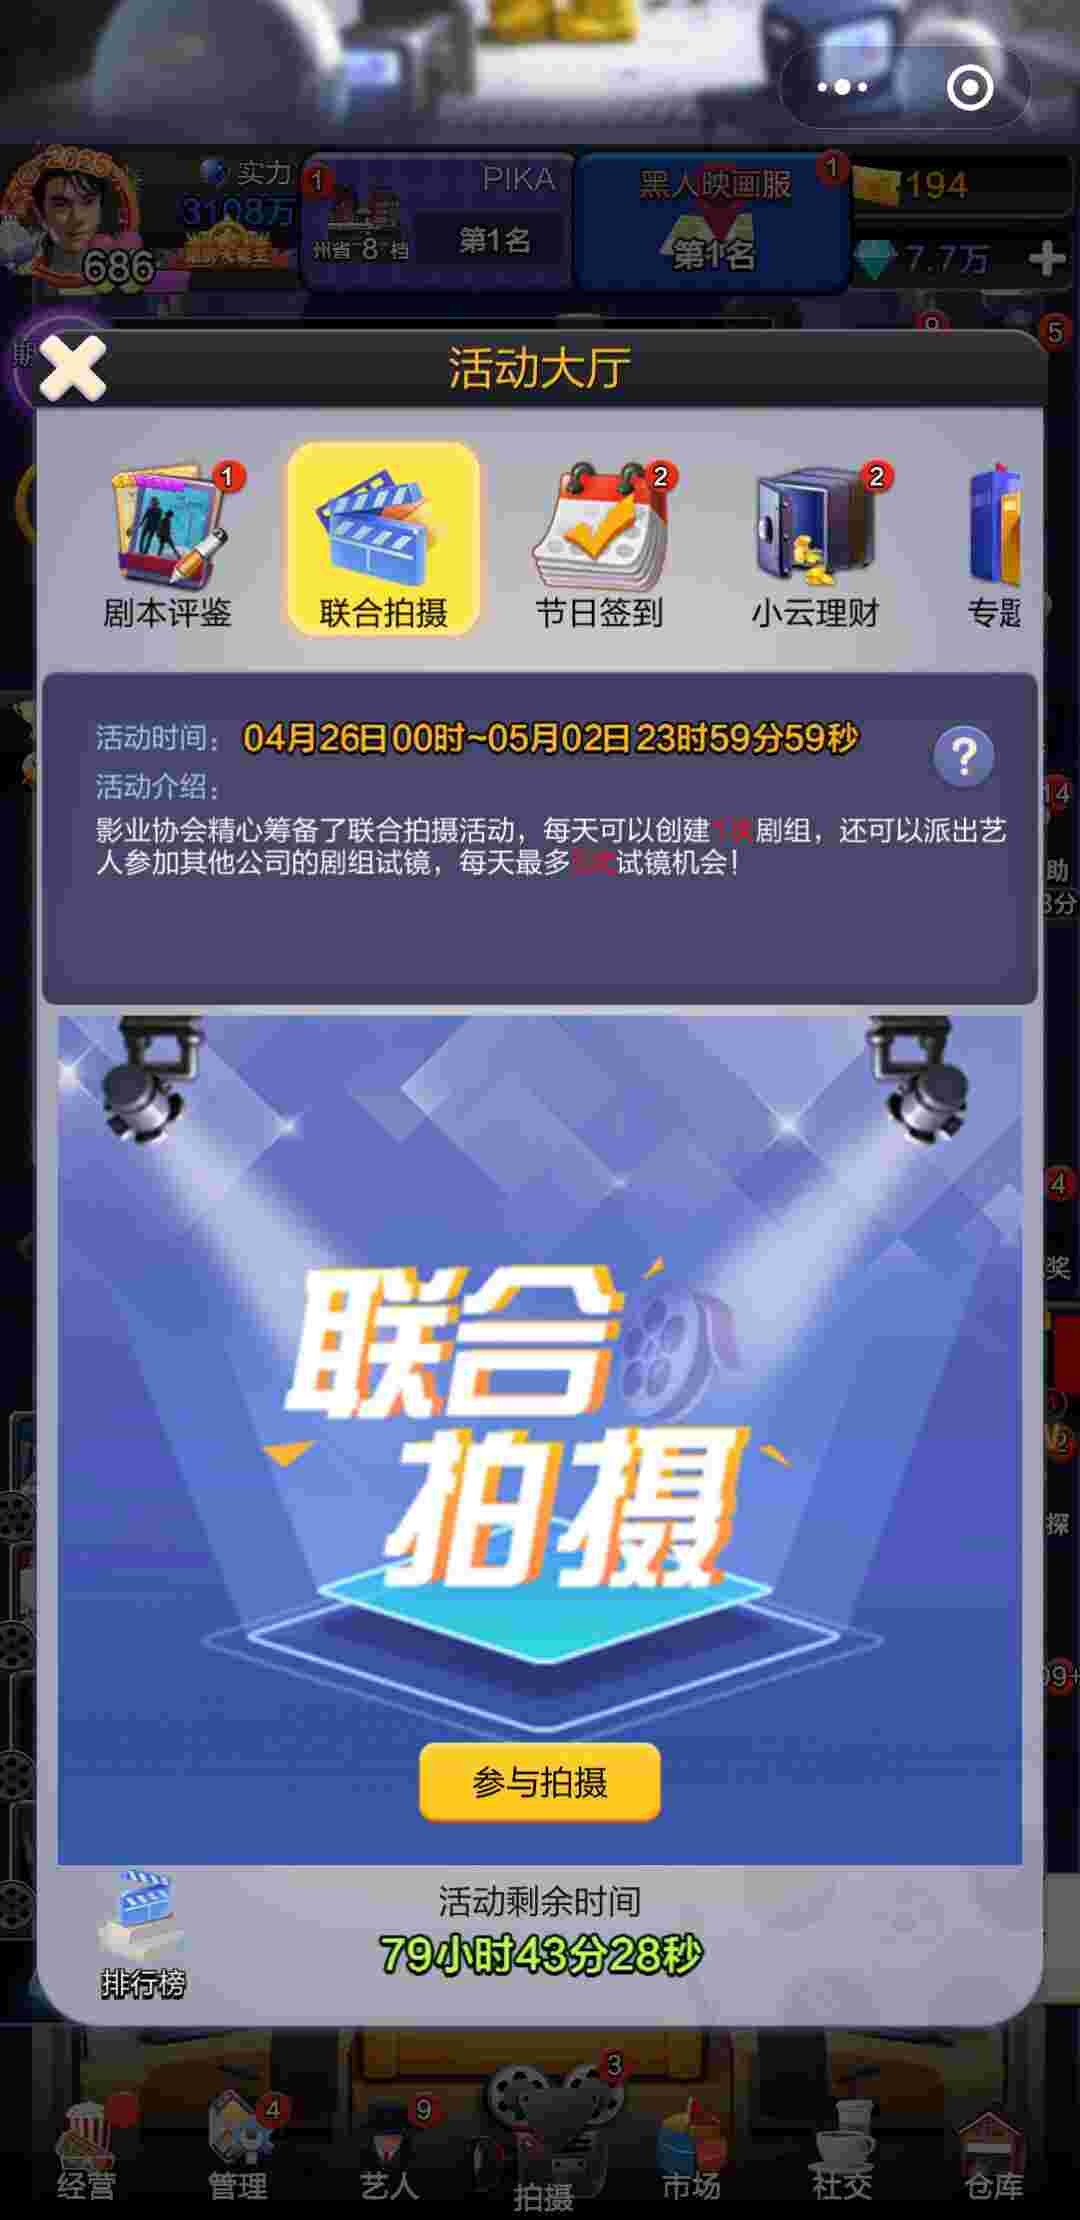 实力
3108万
686
1
PIKA
州省 8 档
第1名
黑人映画服
1
第1名
194
7.7万
5
活动大厅
1
剧本评鉴
联合拍摄
2
节日签到
2
小云理财
专题
活动时间：04月26日00时~05月02日23时59分59秒
活动介绍：
影业协会精心筹备了联合拍摄活动，每天可以创建剧组，还可以派出艺
人参加其他公司的剧组试镜，每天最多试镜机会！
?
14
助
4
奖
联合
拍摄
探
参与拍摄
排行榜
活动剩余时间
79小时43分28秒
经营
4
管理
9
艺人
3
拍摄
市场
社交
仓库